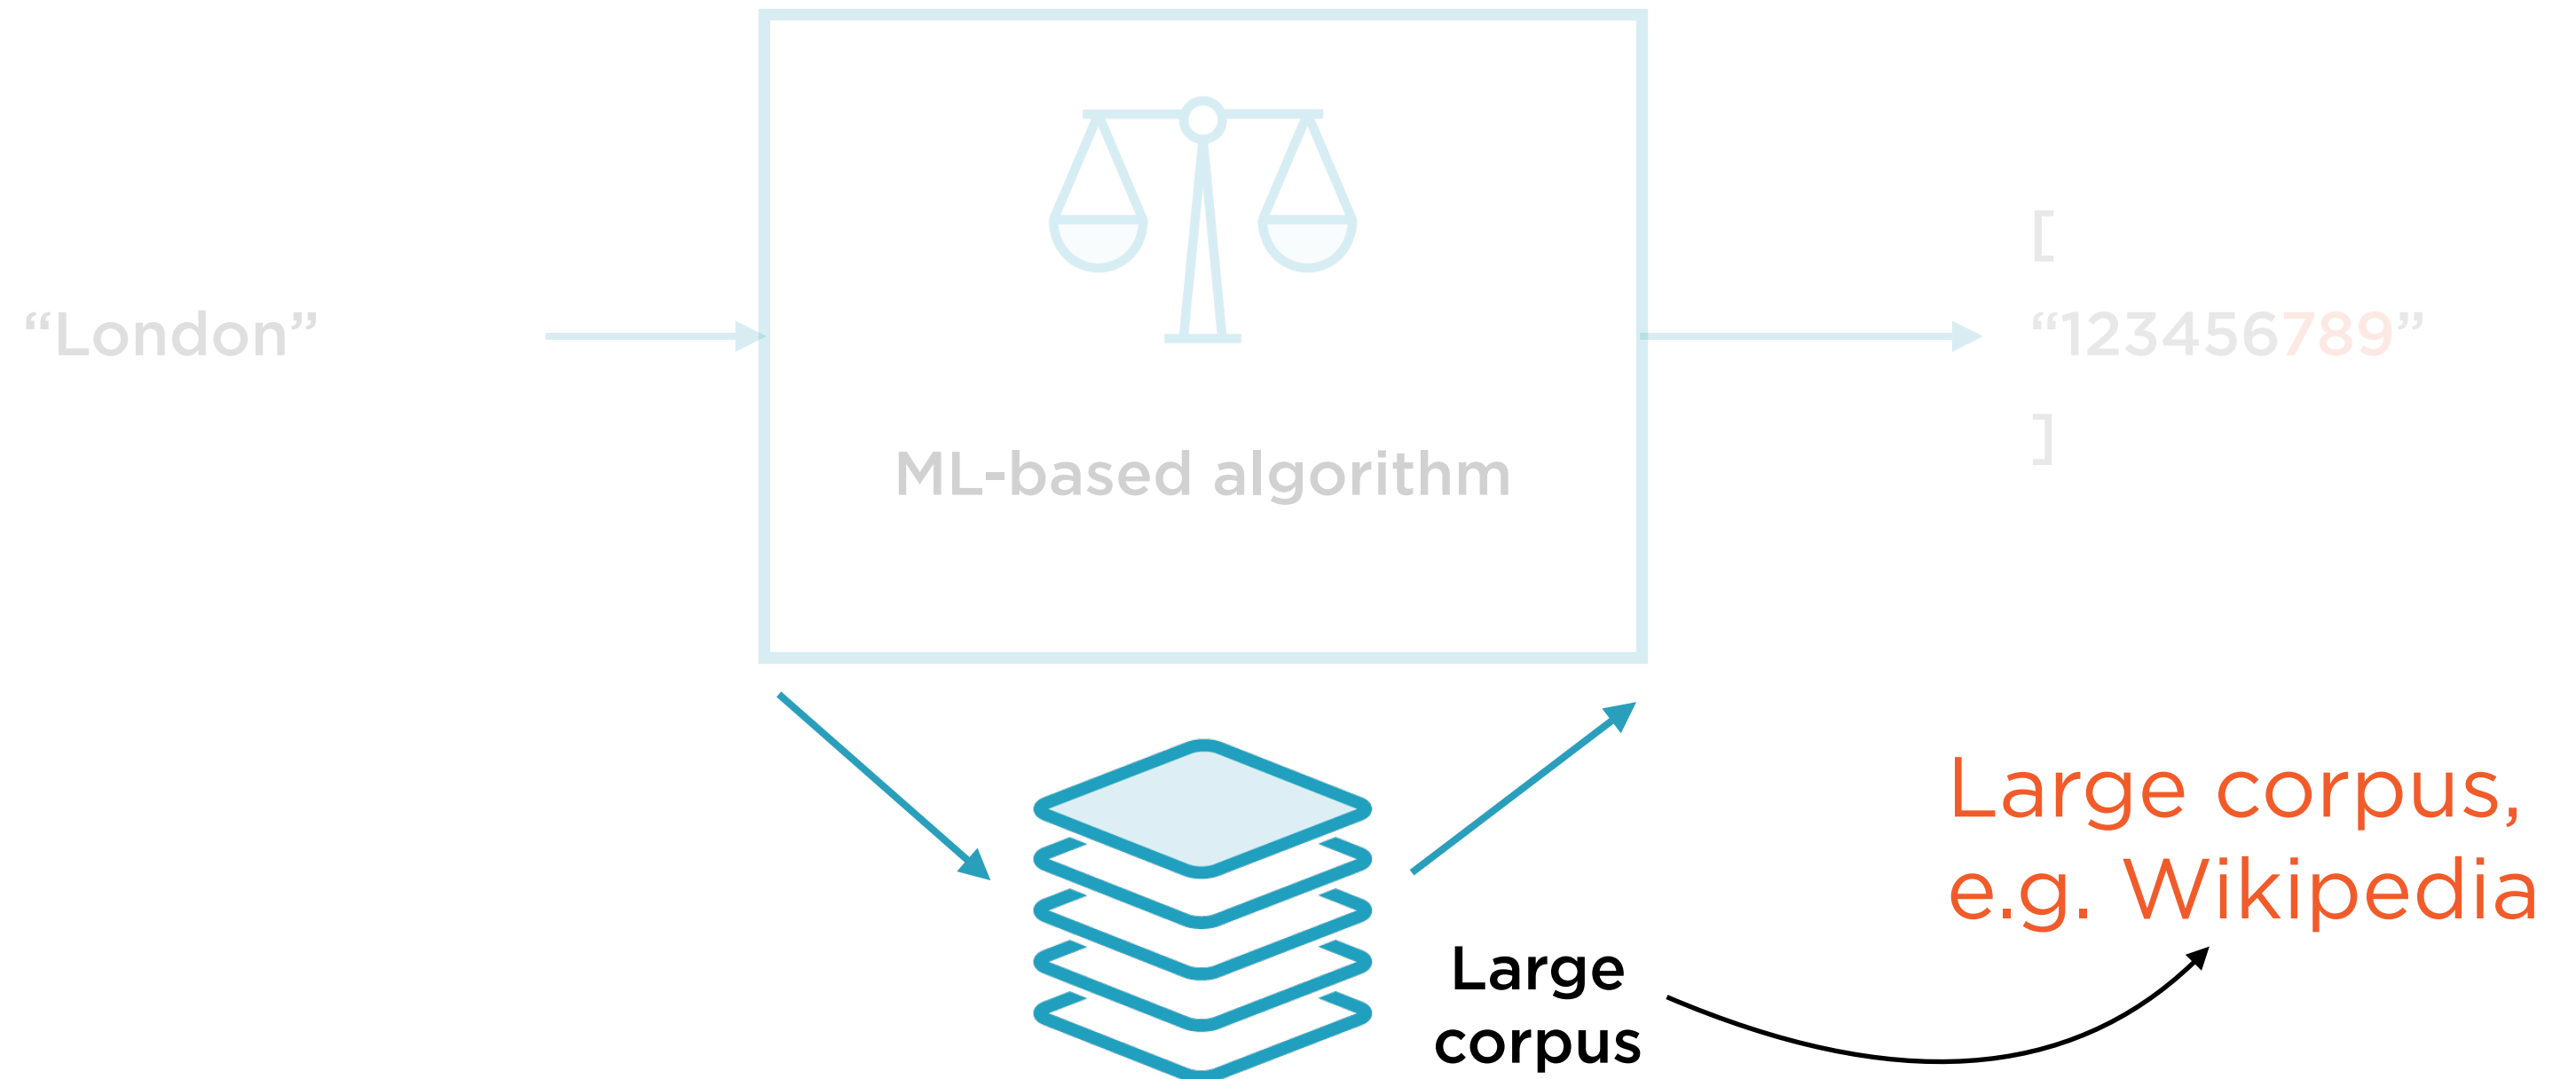 “London”
ML-based algorithm
[
“123456789”
]
Large corpus,
e.g. Wikipedia
Large
corpus